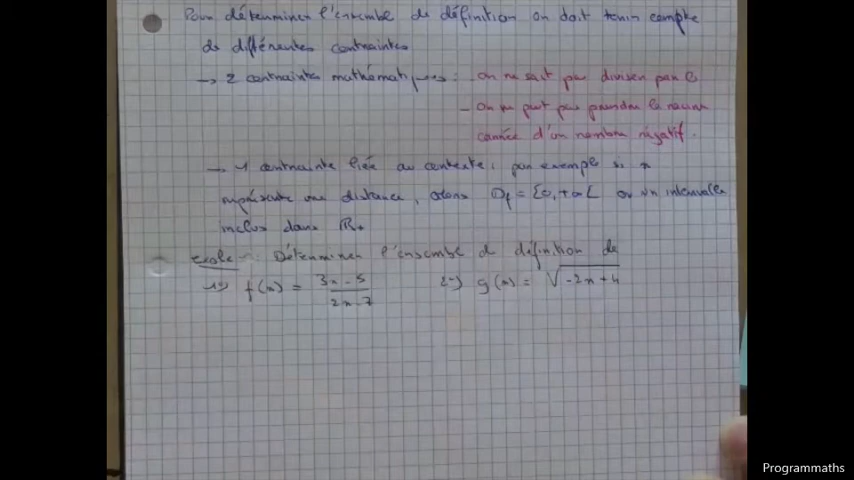 Pour déterminer l'ensemble de définition on doit tenir compte
de différentes contraintes
→ 2 contraintes mathématiques : - On ne sait pas diviser par 0
- On ne peut pas prendre la racine
carrée d'un nombre négatif.
→ 1 contrainte liée au contexte : par exemple si x
représente une distance, alors Df = [0, +∞[ ou un intervalle
inclus dans ℝ+
Déterminer l'ensemble de définition de
1°) f(x) = (3x - 5)/(2x - 7) 2°) g(x) = √(-2x + 4)
Programmaths